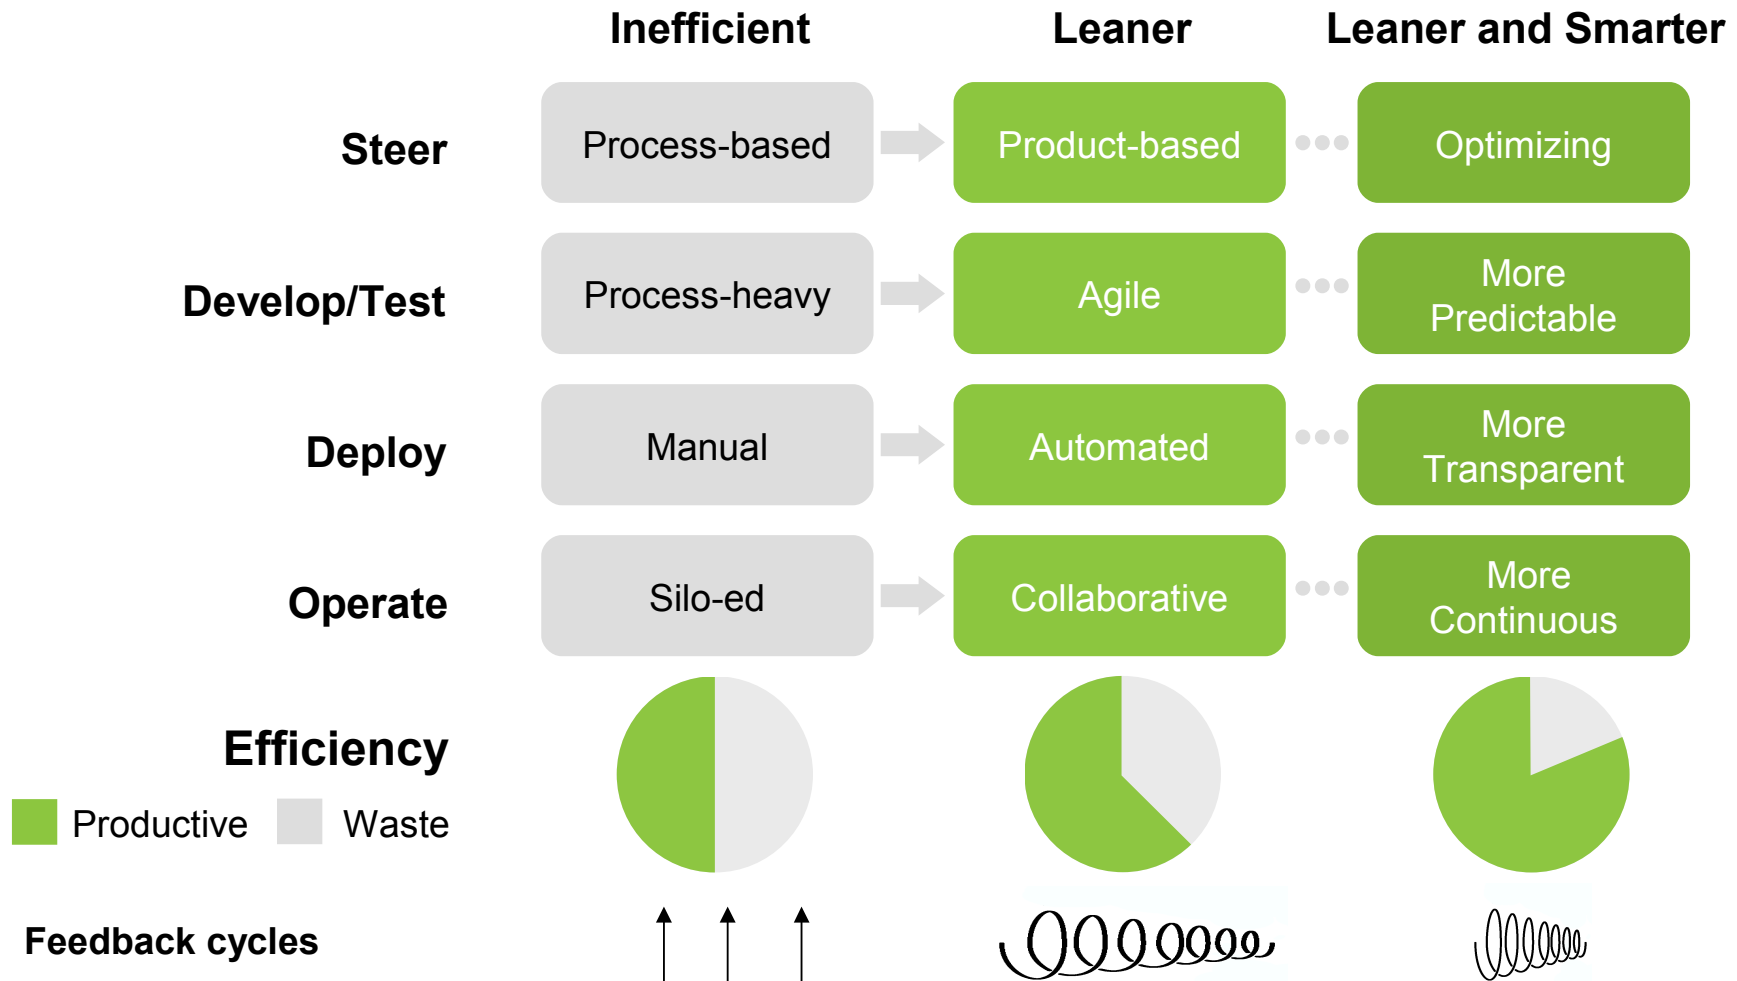 Inefficient Leaner Leaner and Smarter
Steer Process-based Product-based Optimizing
Develop/Test Process-heavy Agile More
Predictable
Deploy Manual Automated More
Transparent
Operate Silo-ed Collaborative More
Continuous
Efficiency
Productive Waste
Feedback cycles